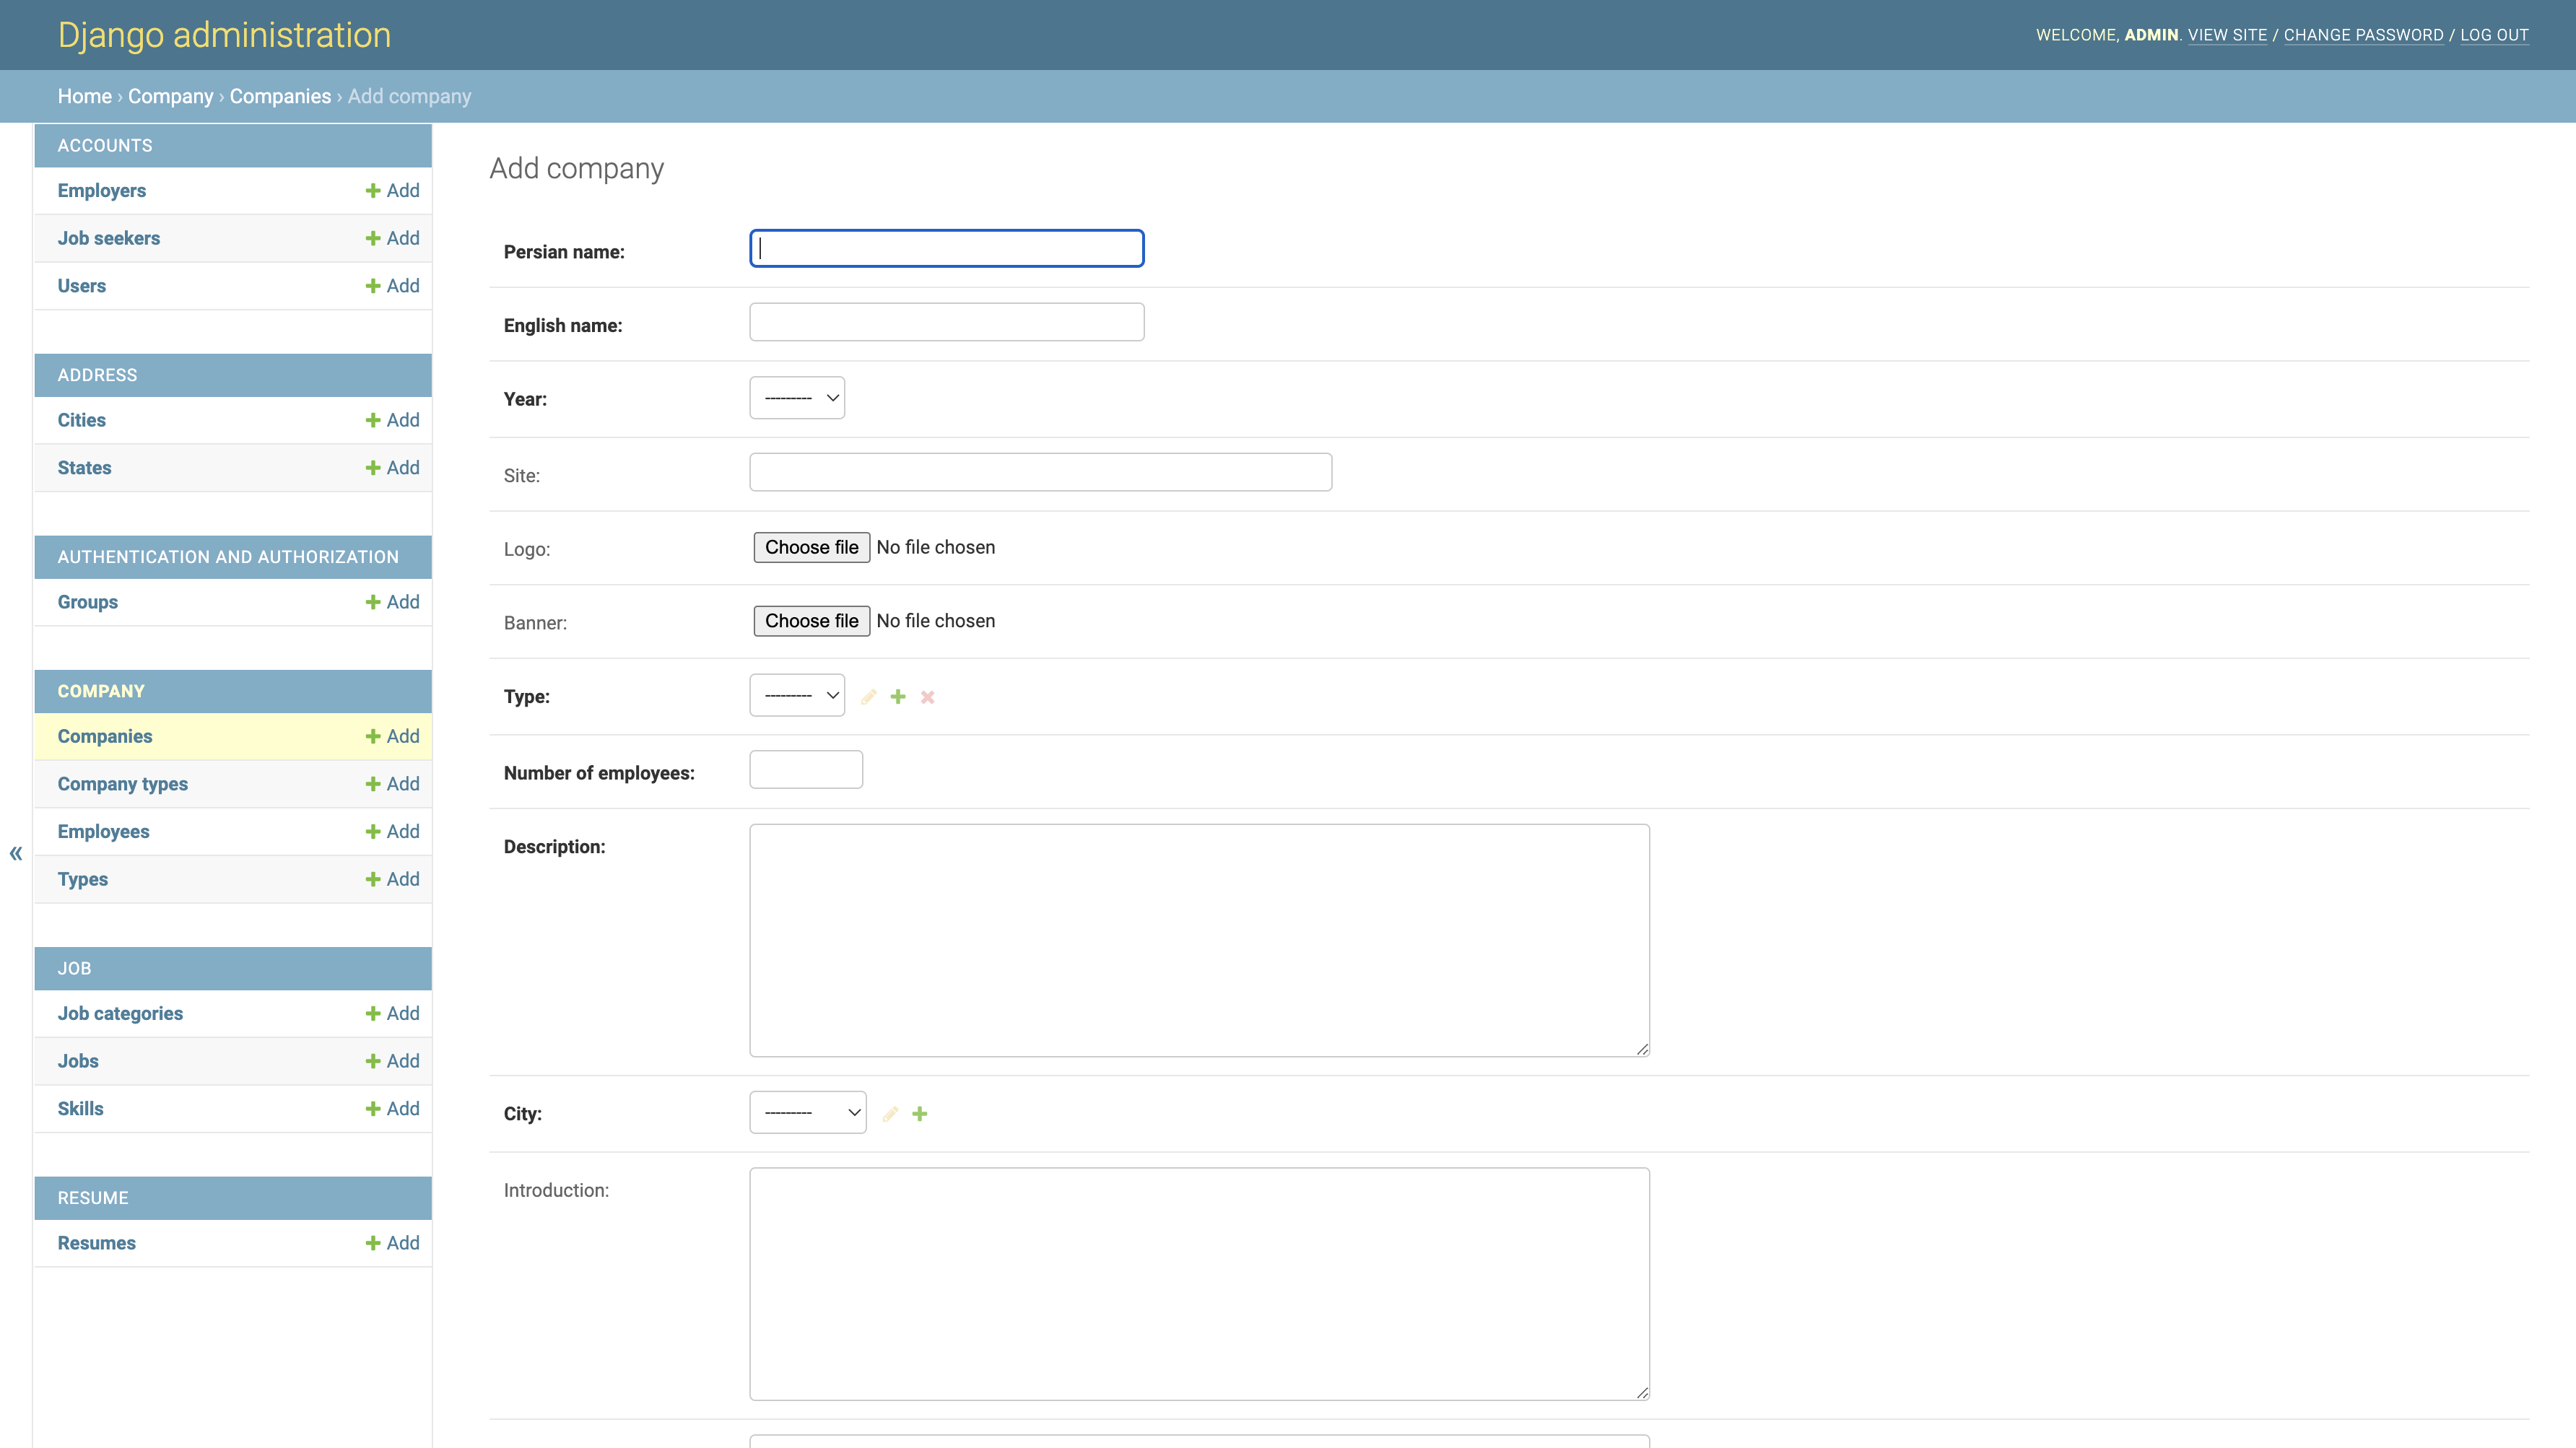 Django administration
WELCOME, ADMIN. VIEW SITE / CHANGE PASSWORD / LOG OUT
Home › Company › Companies › Add company
ACCOUNTS
Employers Add
Job seekers Add
Users Add
ADDRESS
Cities Add
States Add
AUTHENTICATION AND AUTHORIZATION
Groups Add
COMPANY
Companies Add
Company types Add
Employees Add
Types Add
JOB
Job categories Add
Jobs Add
Skills Add
RESUME
Resumes Add
«
Add company
Persian name:
English name:
Year: ---------
Site:
Logo: Choose file No file chosen
Banner: Choose file No file chosen
Type: ---------
Number of employees:
Description:
City: ---------
Introduction: